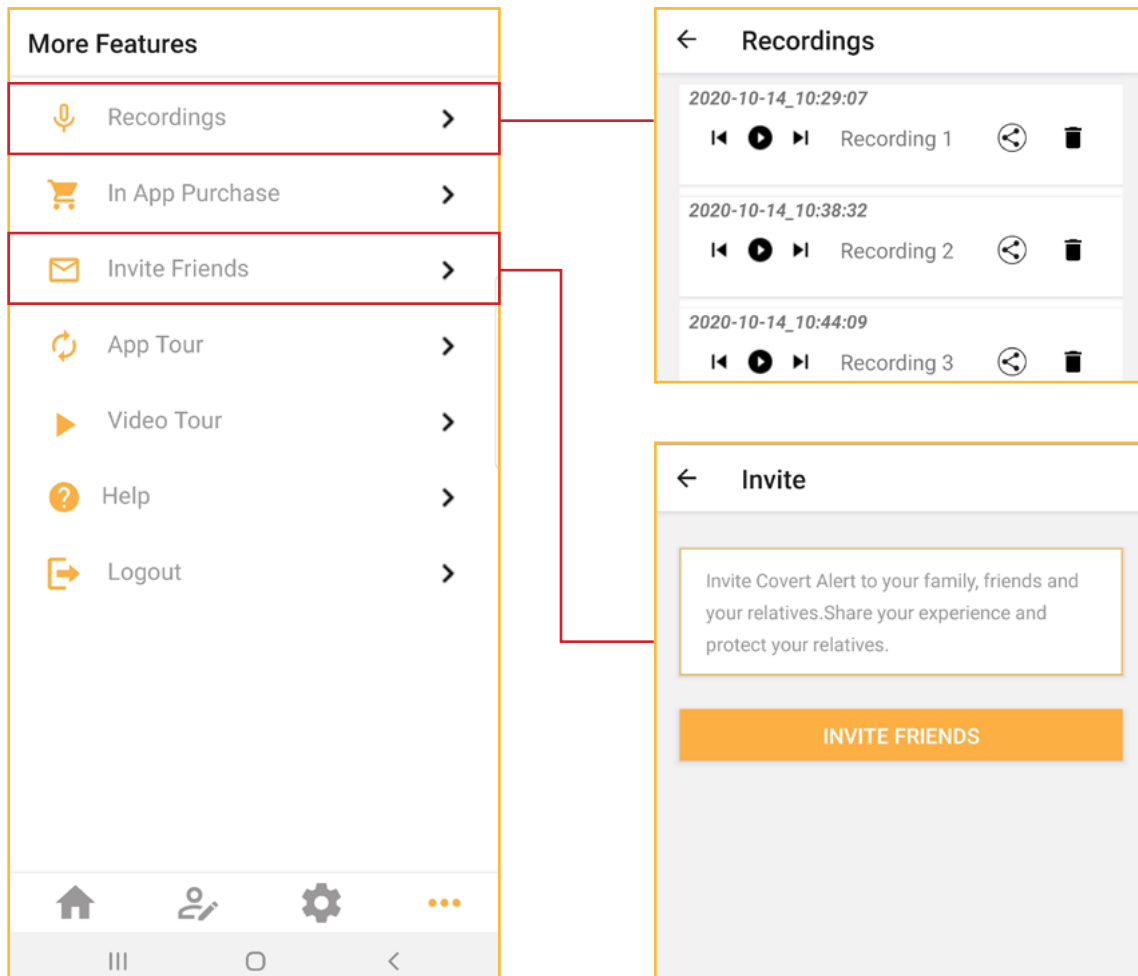 More Features
Recordings
In App Purchase
Invite Friends
App Tour
Video Tour
Help
Logout
Recordings
2020-10-14_10:29:07
Recording 1
2020-10-14_10:38:32
Recording 2
2020-10-14_10:44:09
Recording 3
Invite
Invite Covert Alert to your family, friends and
your relatives.Share your experience and
protect your relatives.
INVITE FRIENDS